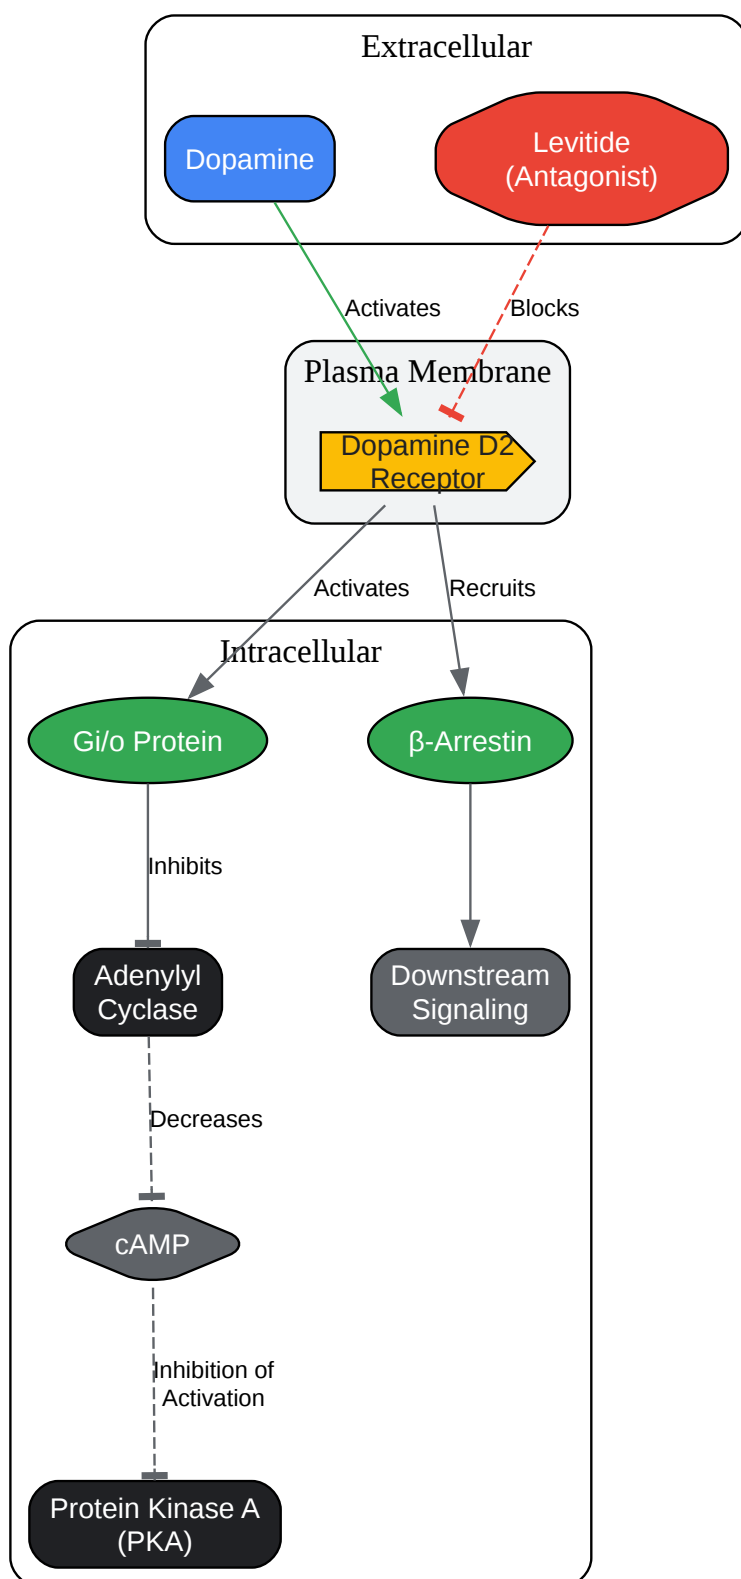 Extracellular
Dopamine
Levitide
(Antagonist)
Activates
Blocks
Plasma Membrane
Dopamine D2
Receptor
Activates
Recruits
Intracellular
Gi/o Protein
β-Arrestin
Inhibits
Adenylyl
Cyclase
Downstream
Signaling
Decreases
cAMP
Inhibition of
Activation
Protein Kinase A
(PKA)